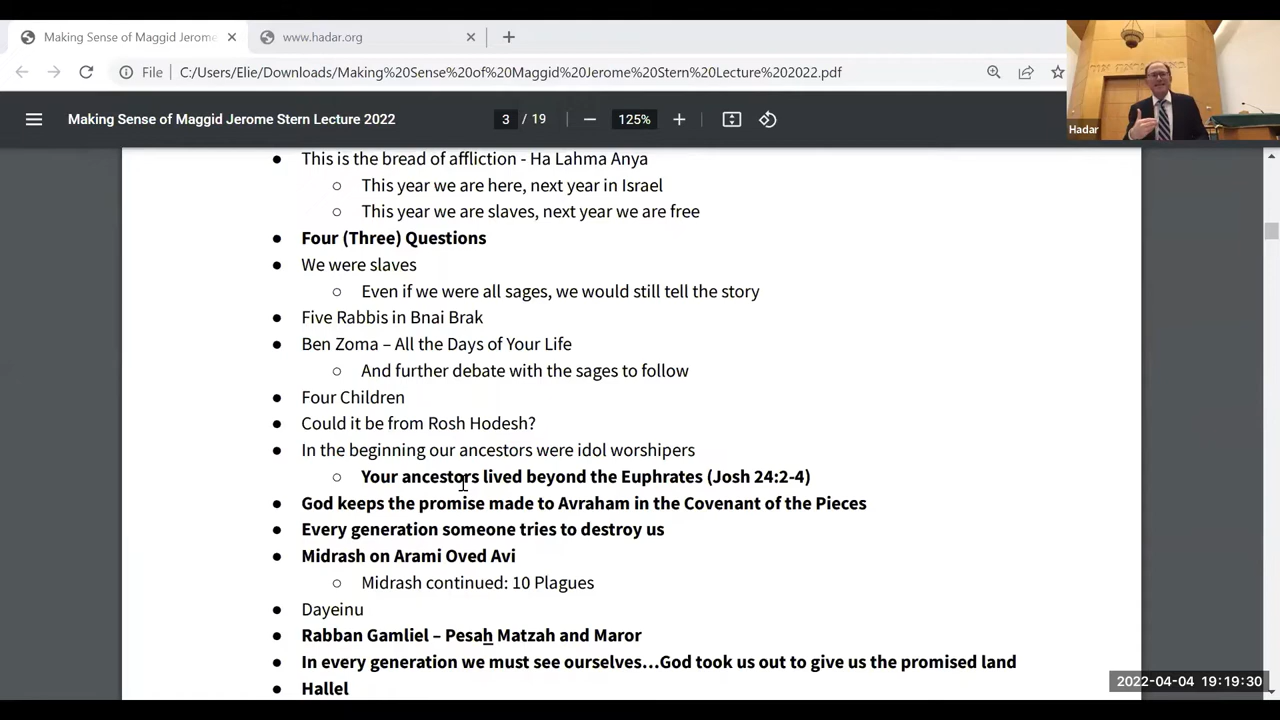 Making Sense of Maggid Jerome
www.hadar.org
File
C:/Users/Elie/Downloads/Making%20Sense%20of%20Maggid%20Jerome%20Stern%20Lecture%202022.pdf
Making Sense of Maggid Jerome Stern Lecture 2022
3 / 19
125%
Hadar
• This is the bread of affliction - Ha Lahma Anya
○ This year we are here, next year in Israel
○ This year we are slaves, next year we are free
• Four (Three) Questions
• We were slaves
○ Even if we were all sages, we would still tell the story
• Five Rabbis in Bnai Brak
• Ben Zoma – All the Days of Your Life
○ And further debate with the sages to follow
• Four Children
• Could it be from Rosh Hodesh?
• In the beginning our ancestors were idol worshipers
○ Your ancestors lived beyond the Euphrates (Josh 24:2-4)
• God keeps the promise made to Avraham in the Covenant of the Pieces
• Every generation someone tries to destroy us
• Midrash on Arami Oved Avi
○ Midrash continued: 10 Plagues
• Dayeinu
• Rabban Gamliel – Pesaẖ Matzah and Maror
• In every generation we must see ourselves…God took us out to give us the promised land
• Hallel
2022-04-04 19:19:30